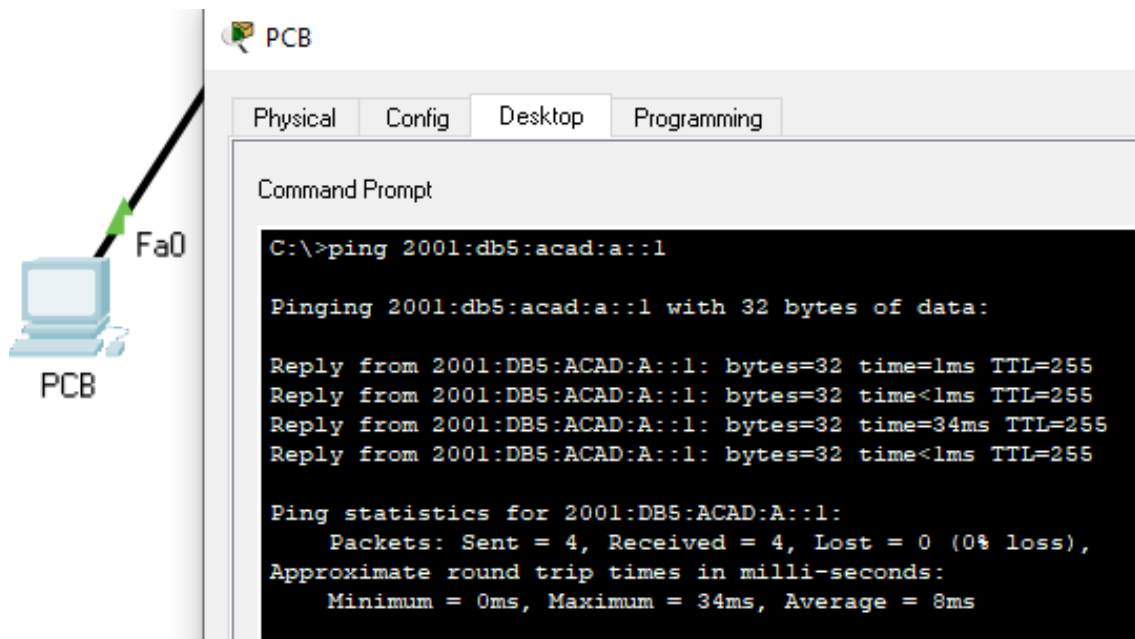 PCB
Physical Config Desktop Programming
Command Prompt
C:\>ping 2001:db5:acad:a::1
Pinging 2001:db5:acad:a::1 with 32 bytes of data:
Reply from 2001:DB5:ACAD:A::1: bytes=32 time=1ms TTL=255
Reply from 2001:DB5:ACAD:A::1: bytes=32 time<1ms TTL=255
Reply from 2001:DB5:ACAD:A::1: bytes=32 time=34ms TTL=255
Reply from 2001:DB5:ACAD:A::1: bytes=32 time<1ms TTL=255
Ping statistics for 2001:DB5:ACAD:A::1:
Packets: Sent = 4, Received = 4, Lost = 0 (0% loss),
Approximate round trip times in milli-seconds:
Minimum = 0ms, Maximum = 34ms, Average = 8ms
Fa0
PCB